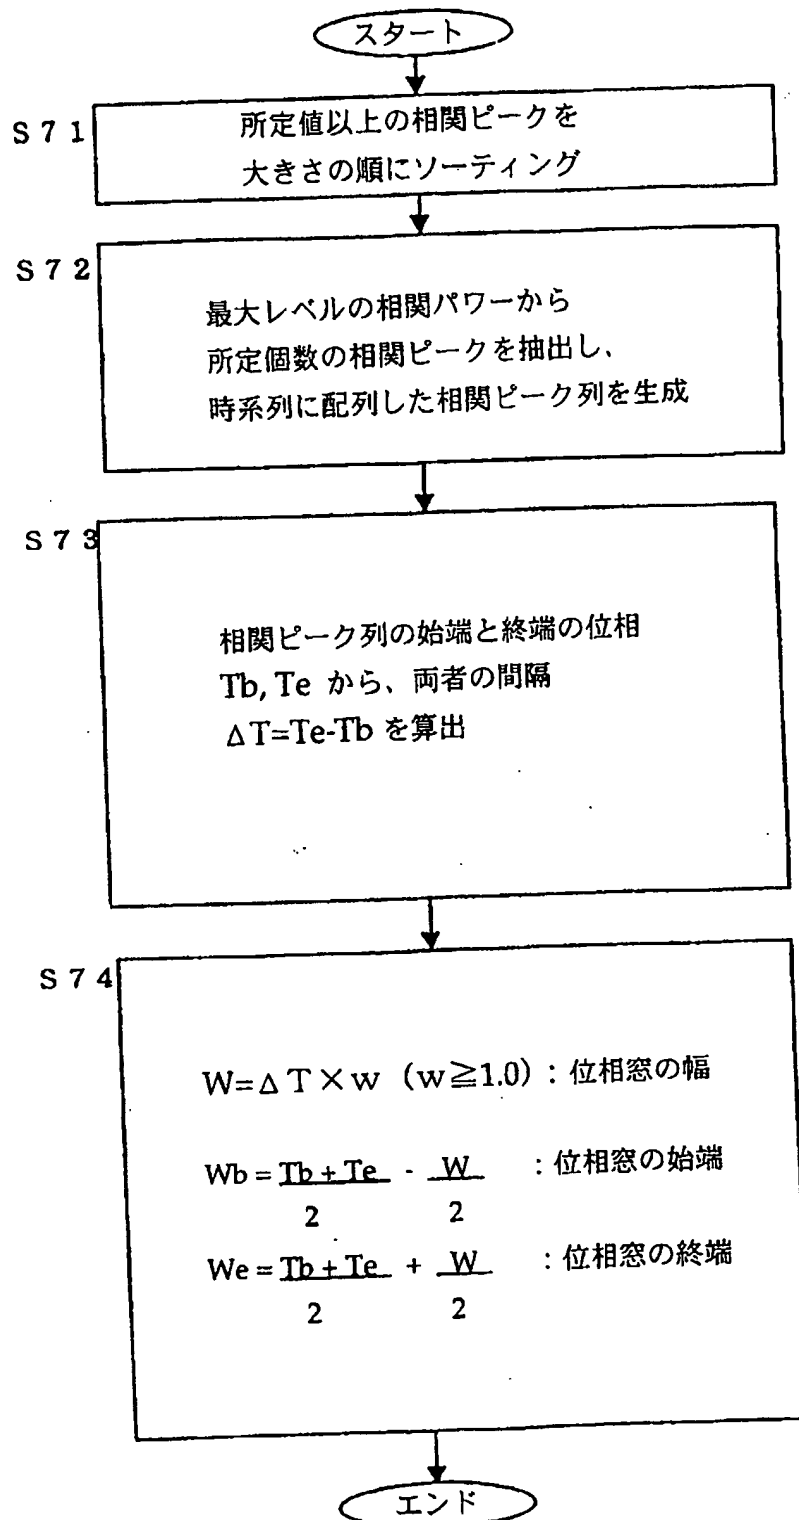 スタート
S71
所定値以上の相関ピークを
大きさの順にソーティング
S72
最大レベルの相関パワーから
所定個数の相関ピークを抽出し、
時系列に配列した相関ピーク列を生成
S73
相関ピーク列の始端と終端の位相
Tb, Te から、両者の間隔
ΔT=Te-Tb を算出
S74
W=ΔT×w (w≧1.0) : 位相窓の幅
Wb = Tb + Te - W : 位相窓の始端
2 2
We = Tb + Te + W : 位相窓の終端
2 2
エンド